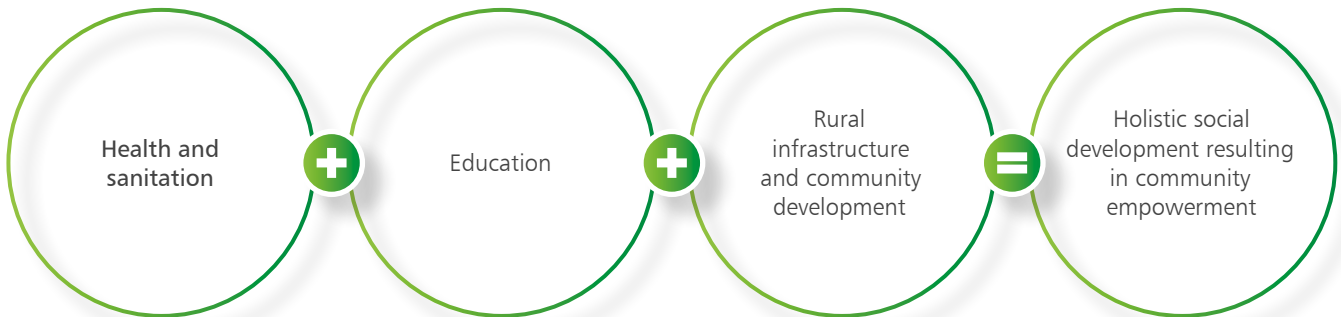 Health and
sanitation
+
Education
+
Rural
infrastructure
and community
development
=
Holistic social
development resulting
in community
empowerment